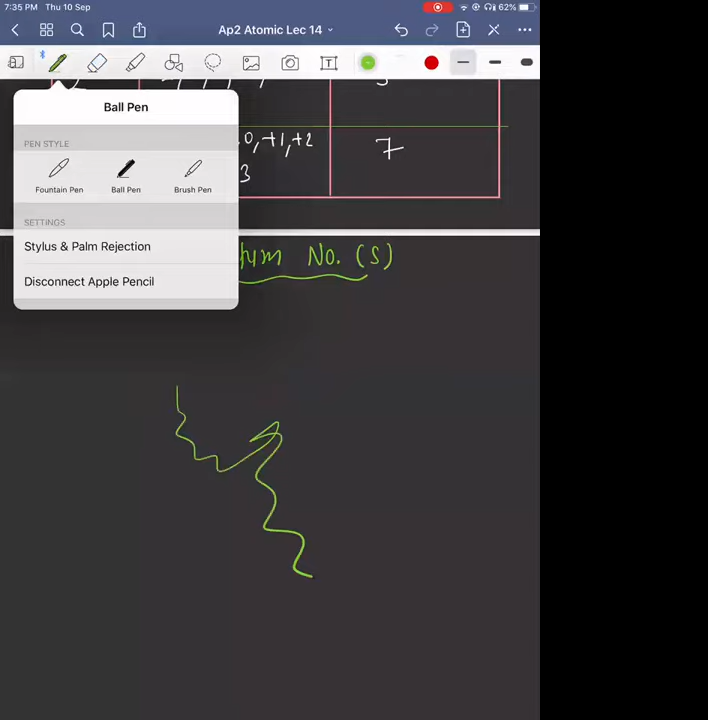 7:35 PM Thu 10 Sep 62%
Ap2 Atomic Lec 14
T
Ball Pen
PEN STYLE
Fountain Pen Ball Pen Brush Pen
SETTINGS
Stylus & Palm Rejection
Disconnect Apple Pencil
0, +1, +2
3
7
No. (s)